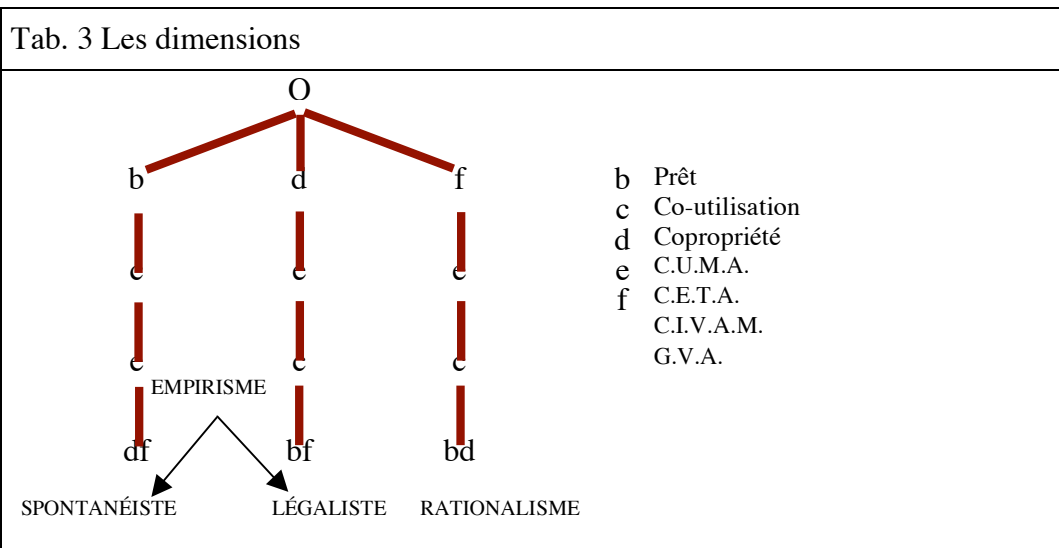 Tab. 3 Les dimensions
O
b d f
c e e
e c c
EMPIRISME
df bf bd
SPONTANÉISTE LÉGALISTE RATIONALISME
b Prêt
c Co-utilisation
d Copropriété
e C.U.M.A.
f C.E.T.A.
C.I.V.A.M.
G.V.A.